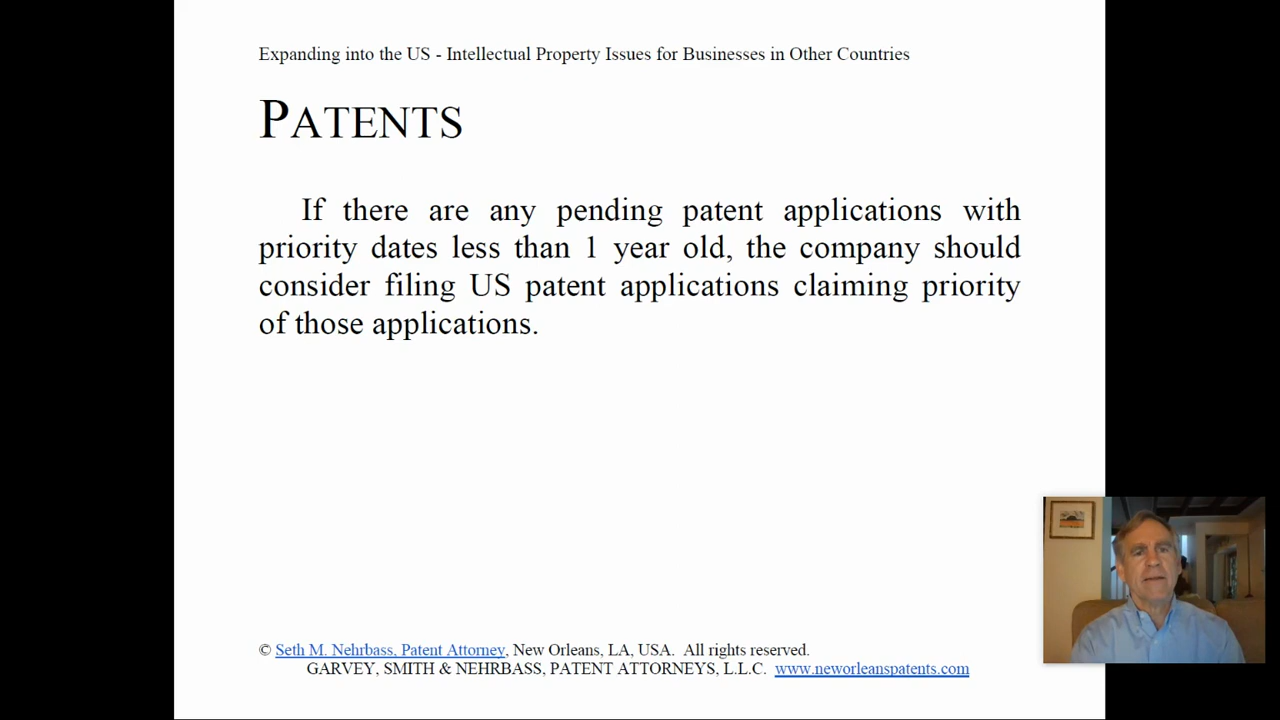 Expanding into the US - Intellectual Property Issues for Businesses in Other Countries
PATENTS
If there are any pending patent applications with
priority dates less than 1 year old, the company should
consider filing US patent applications claiming priority
of those applications.
© Seth M. Nehrbass, Patent Attorney, New Orleans, LA, USA.  All rights reserved.
GARVEY, SMITH & NEHRBASS, PATENT ATTORNEYS, L.L.C.  www.neworleanspatents.com